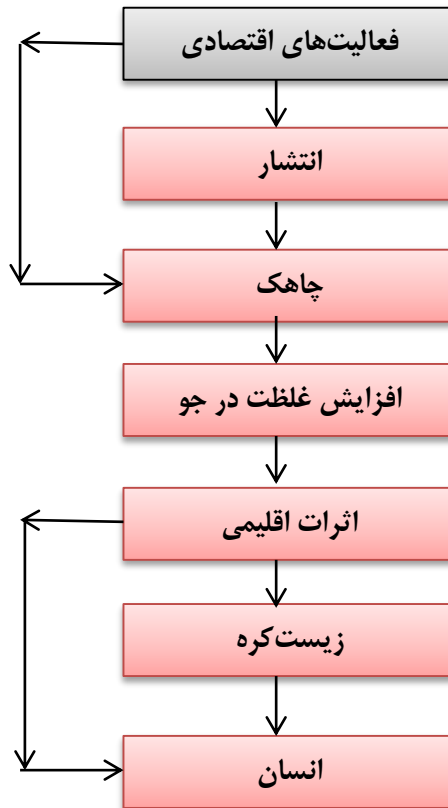 فعالیت‌های اقتصادی
انتشار
چاهک
افزایش غلظت در جو
اثرات اقلیمی
زیست‌کره
انسان